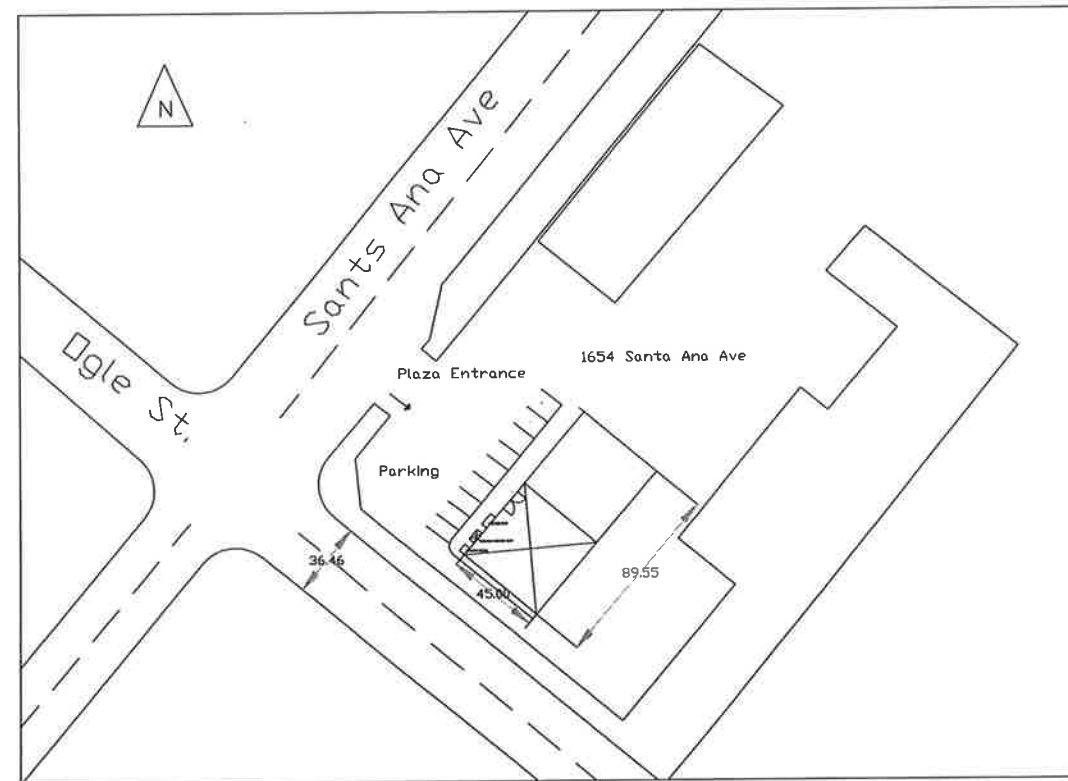 N
Sants Ana Ave
Ogle St.
1654 Santa Ana Ave
Plaza Entrance
Parking
36.46
45.00
89.55